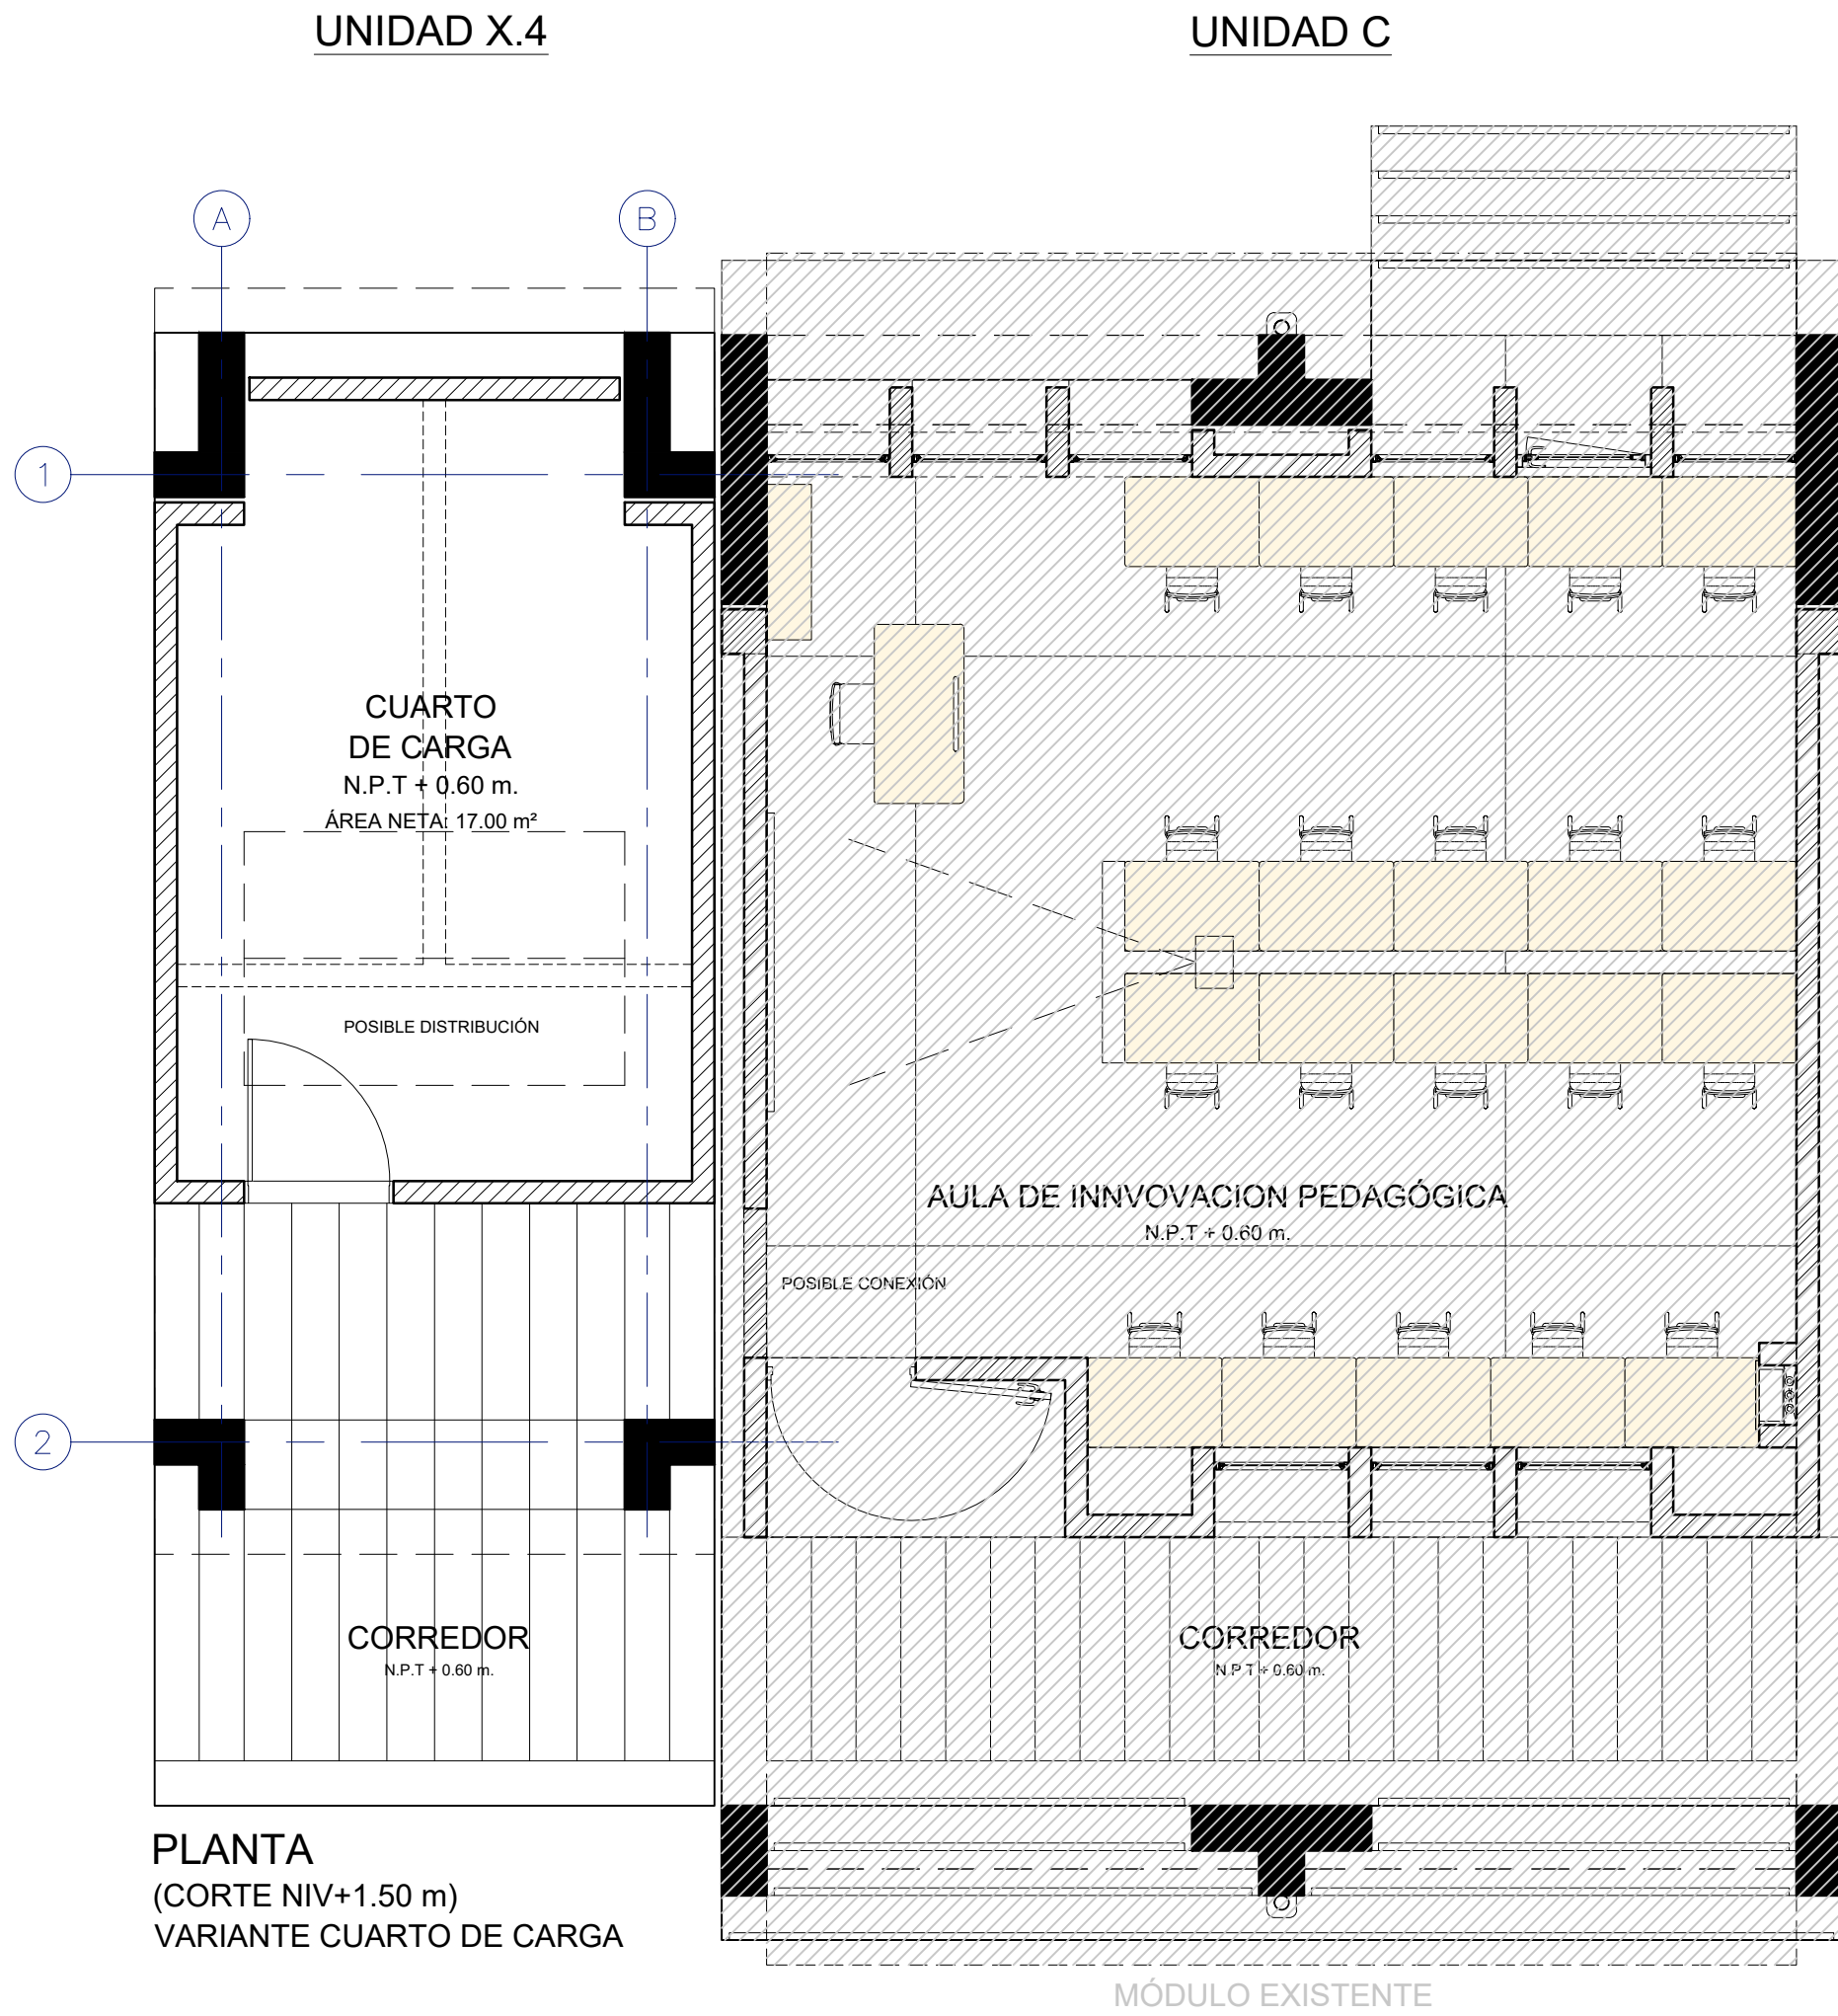 UNIDAD X.4
UNIDAD C
A
B
1
CUARTO
DE CARGA
N.P.T + 0.60 m.
ÁREA NETA: 17.00 m²
POSIBLE DISTRIBUCIÓN
AULA DE INNVOVACION PEDAGÓGICA
N.P.T + 0.60 m.
POSIBLE CONEXIÓN
2
CORREDOR
N.P.T + 0.60 m.
CORREDOR
N.P.T + 0.60 m.
PLANTA
(CORTE NIV+1.50 m)
VARIANTE CUARTO DE CARGA
MÓDULO EXISTENTE